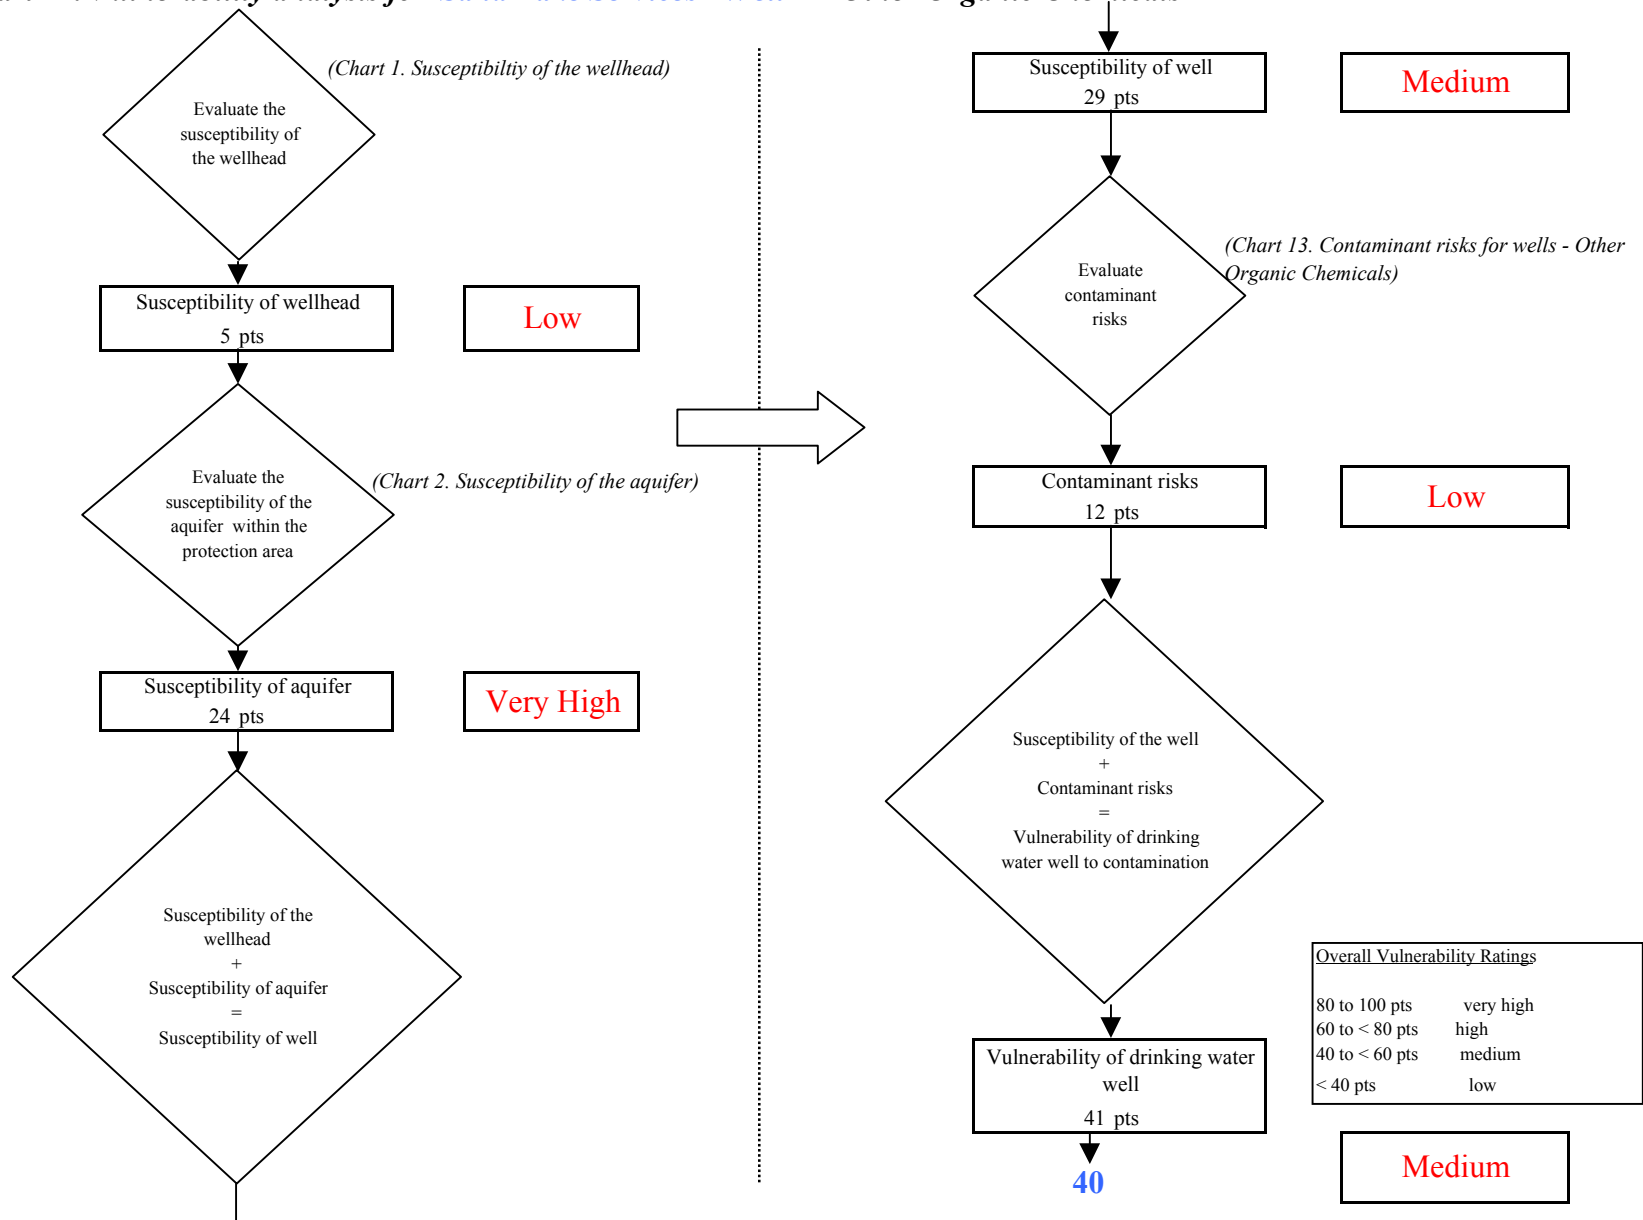 (Chart 1. Susceptibiltiy of the wellhead)
Evaluate the
susceptibility of
the wellhead
Susceptibility of wellhead
5 pts
Low
Evaluate the
susceptibility of the
aquifer within the
protection area
(Chart 2. Susceptibility of the aquifer)
Susceptibility of aquifer
24 pts
Very High
Susceptibility of the
wellhead
+
Susceptibility of aquifer
=
Susceptibility of well
Susceptibility of well
29 pts
Medium
Evaluate
contaminant
risks
(Chart 13. Contaminant risks for wells - Other
Organic Chemicals)
Contaminant risks
12 pts
Low
Susceptibility of the well
+
Contaminant risks
=
Vulnerability of drinking
water well to contamination
Overall Vulnerability Ratings
80 to 100 pts very high
60 to < 80 pts high
40 to < 60 pts medium
< 40 pts low
Vulnerability of drinking water
well
41 pts
40
Medium